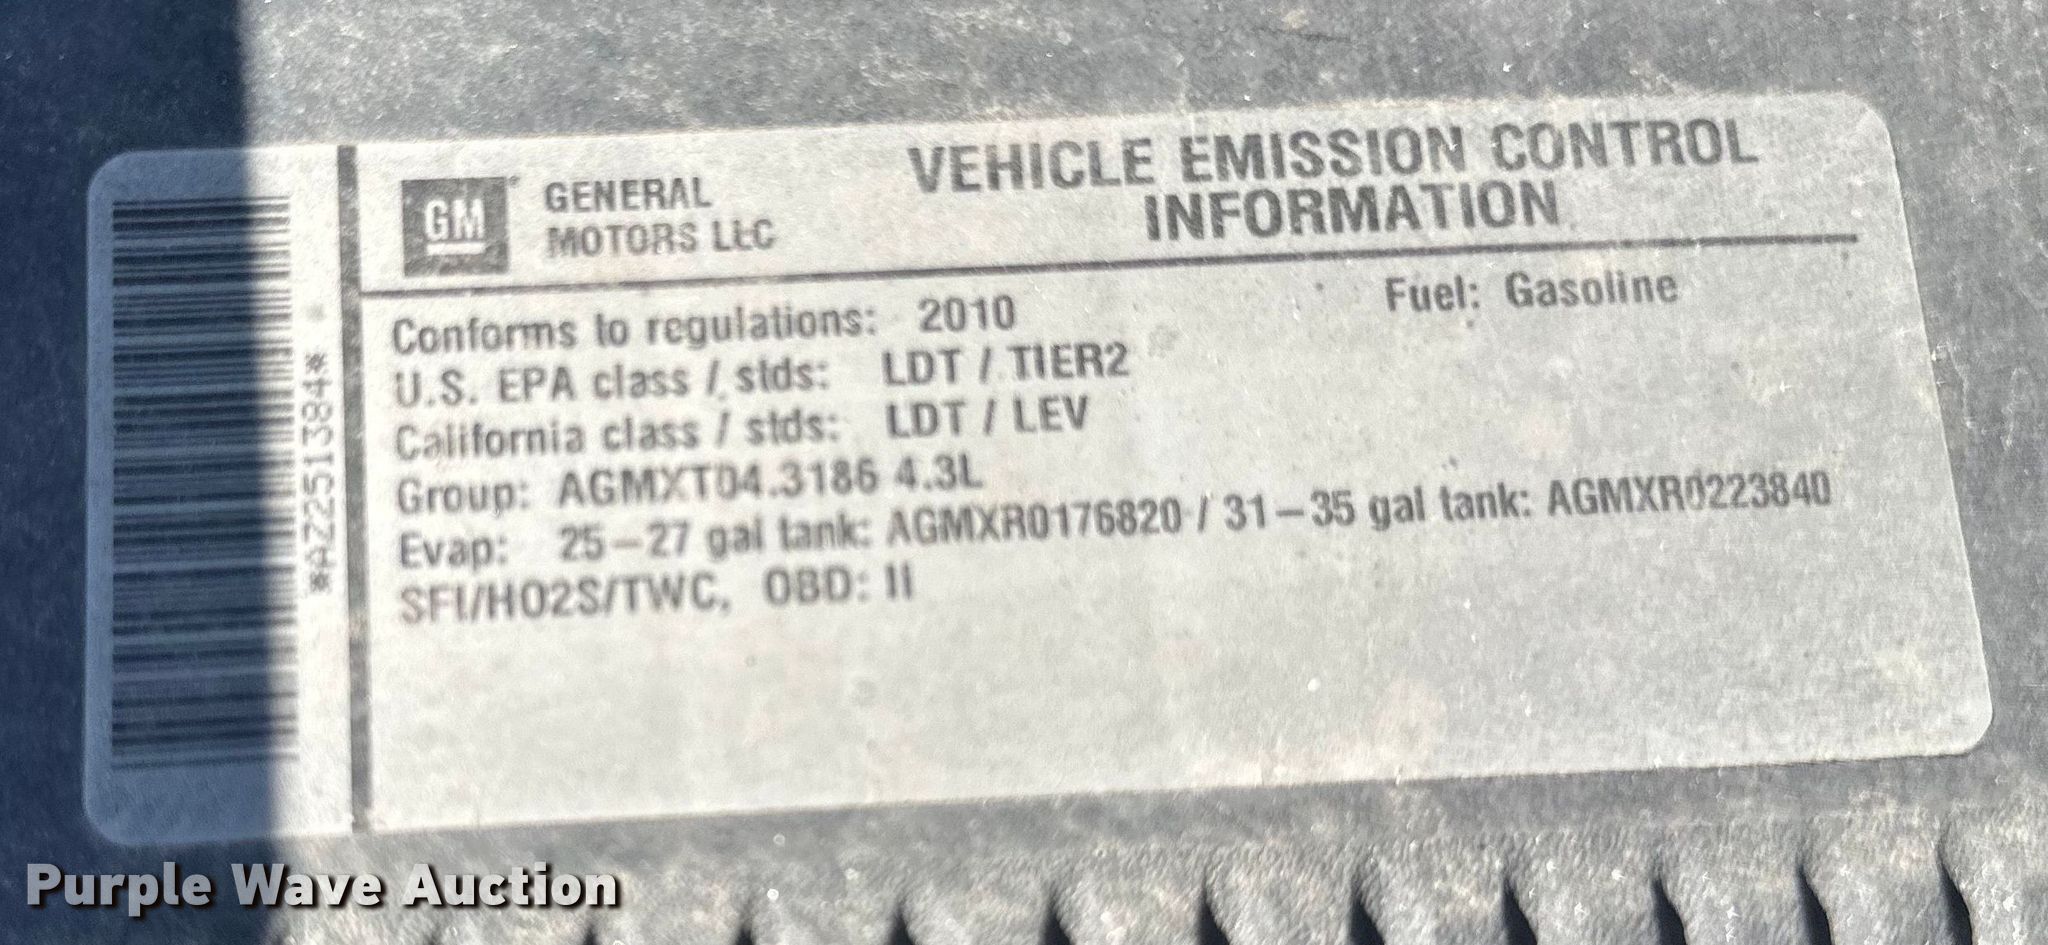 GM
GENERAL
MOTORS LLC
VEHICLE EMISSION CONTROL
INFORMATION
Conforms to regulations: 2010
Fuel: Gasoline
U.S. EPA class / stds: LDT / TIER2
California class / stds: LDT / LEV
Group: AGMXT04.3186 4.3L
Evap: 25-27 gal tank: AGMXR0176820 / 31-35 gal tank: AGMXR0223840
SFI/HO2S/TWC, OBD: II
**AZ2251384*
Purple Wave Auction